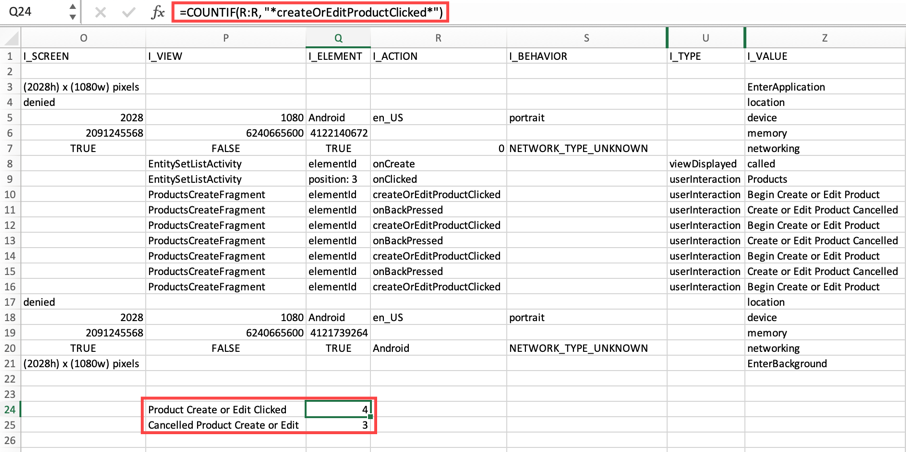 Q24 fx =COUNTIF(R:R, "*createOrEditProductClicked*")
O P Q R S U Z
1 I_SCREEN I_VIEW I_ELEMENT I_ACTION I_BEHAVIOR I_TYPE I_VALUE
2
3 (2028h) x (1080w) pixels EnterApplication
4 denied location
5 2028 1080 Android en_US portrait device
6 2091245568 6240665600 4122140672 memory
7 TRUE FALSE TRUE 0 NETWORK_TYPE_UNKNOWN networking
8 EntitySetListActivity elementId onCreate viewDisplayed called
9 EntitySetListActivity position: 3 onClicked userInteraction Products
10 ProductsCreateFragment elementId createOrEditProductClicked userInteraction Begin Create or Edit Product
11 ProductsCreateFragment elementId onBackPressed userInteraction Create or Edit Product Cancelled
12 ProductsCreateFragment elementId createOrEditProductClicked userInteraction Begin Create or Edit Product
13 ProductsCreateFragment elementId onBackPressed userInteraction Create or Edit Product Cancelled
14 ProductsCreateFragment elementId createOrEditProductClicked userInteraction Begin Create or Edit Product
15 ProductsCreateFragment elementId onBackPressed userInteraction Create or Edit Product Cancelled
16 ProductsCreateFragment elementId createOrEditProductClicked userInteraction Begin Create or Edit Product
17 denied location
18 2028 1080 Android en_US portrait device
19 2091245568 6240665600 4121739264 memory
20 TRUE FALSE TRUE Android NETWORK_TYPE_UNKNOWN networking
21 (2028h) x (1080w) pixels EnterBackground
22
23
24 Product Create or Edit Clicked 4
25 Cancelled Product Create or Edit 3
26